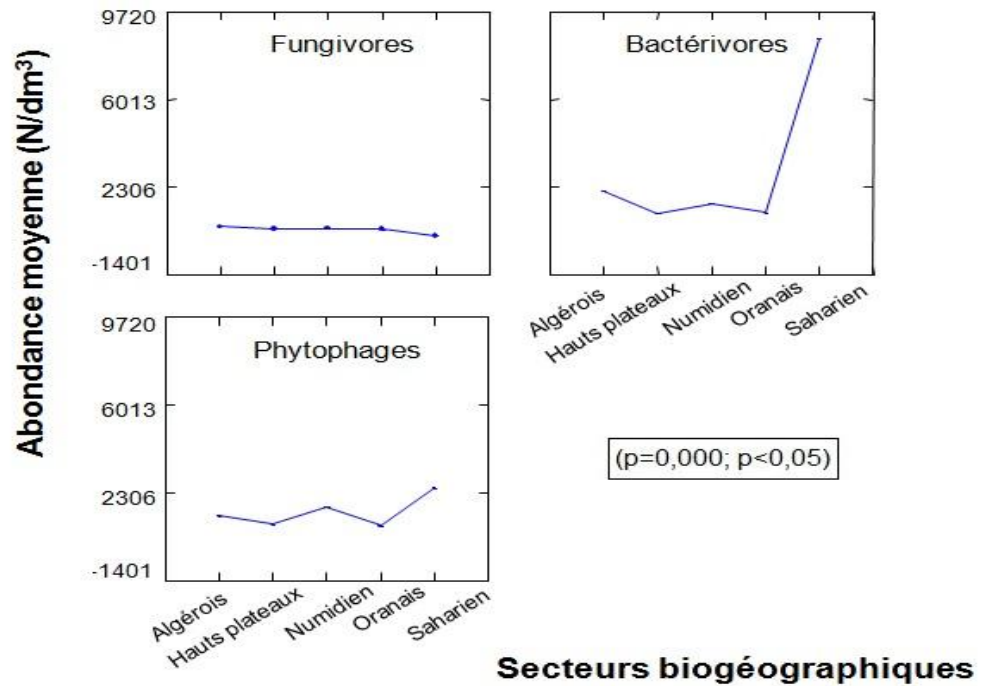 Abondance moyenne (N/dm³)
9720
6013
2306
-1401
Fungivores
Bactérivores
Algérois
Hauts plateaux
Numidien
Oranais
Saharien
9720
6013
2306
-1401
Phytophages
Algérois
Hauts plateaux
Numidien
Oranais
Saharien
(p=0,000; p<0,05)
Secteurs biogéographiques